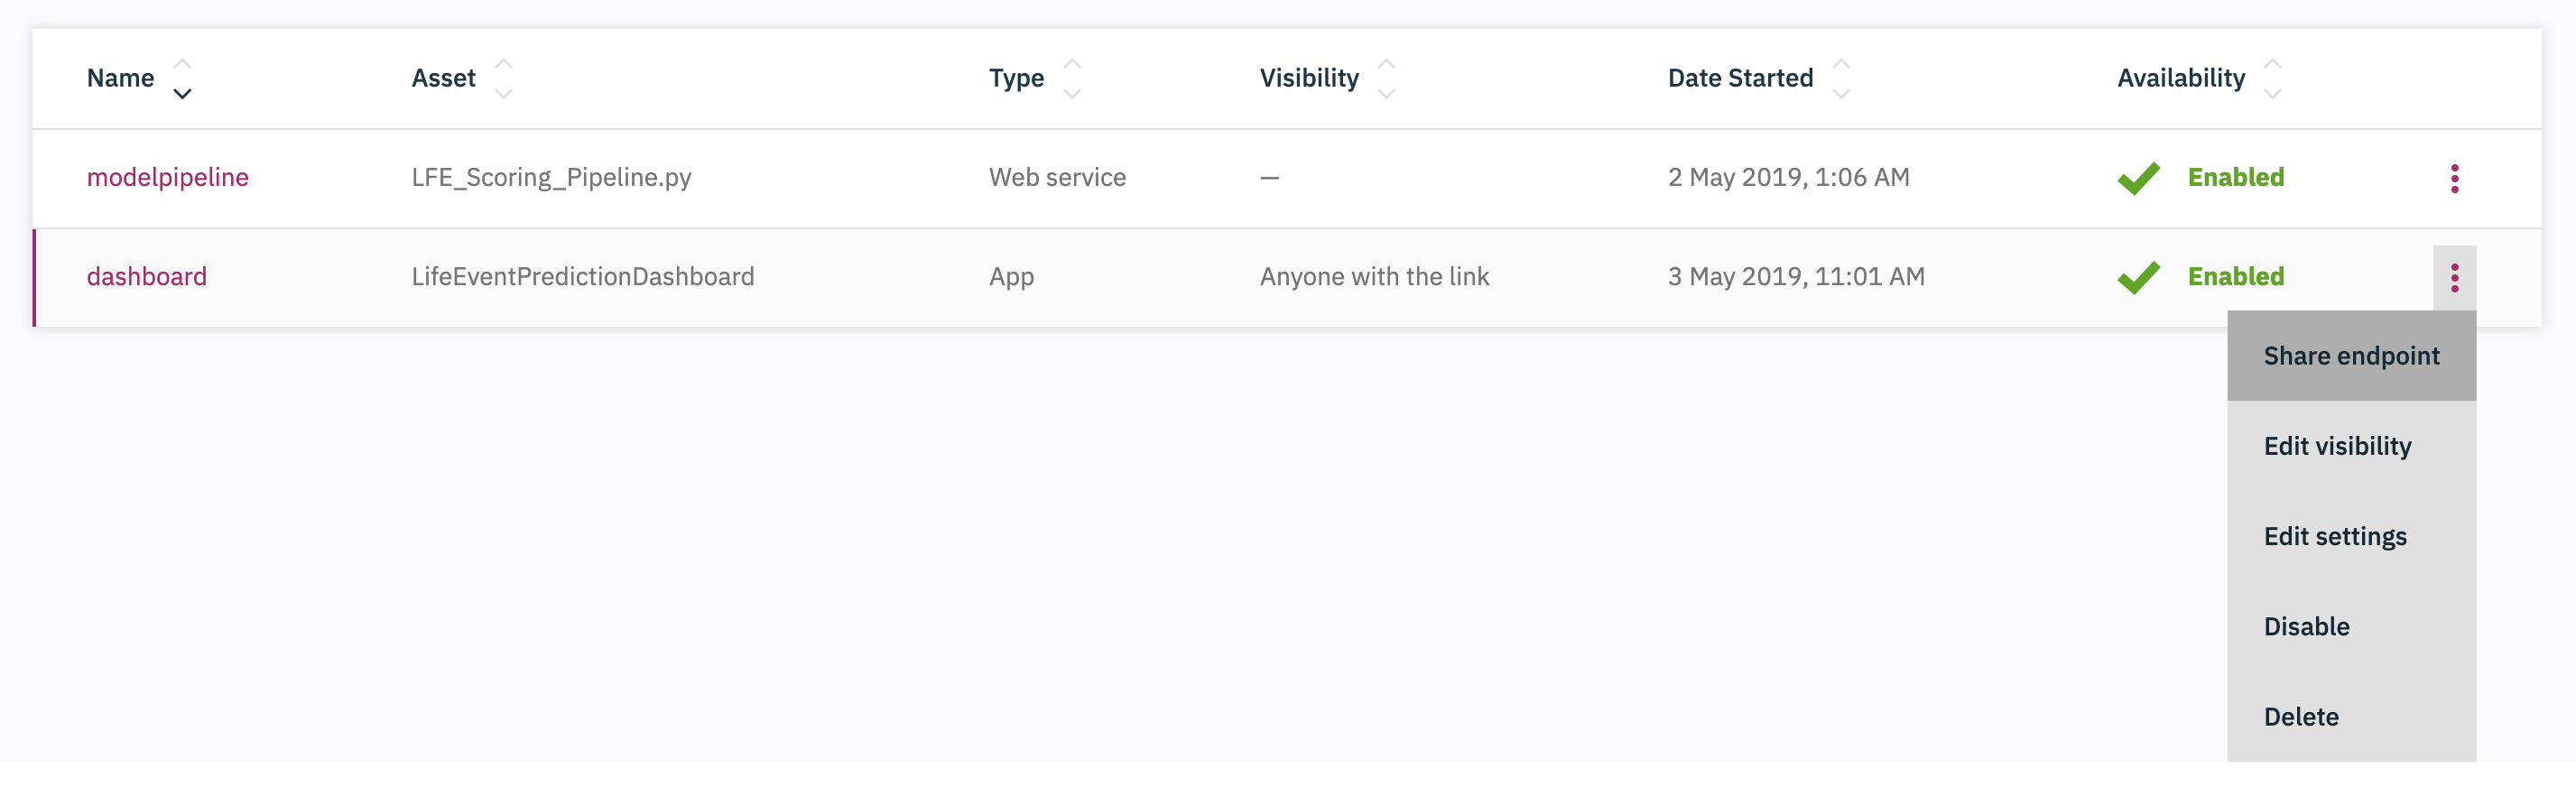 Name Asset Type Visibility Date Started Availability
modelpipeline LFE_Scoring_Pipeline.py Web service — 2 May 2019, 1:06 AM Enabled
dashboard LifeEventPredictionDashboard App Anyone with the link 3 May 2019, 11:01 AM Enabled
Share endpoint
Edit visibility
Edit settings
Disable
Delete